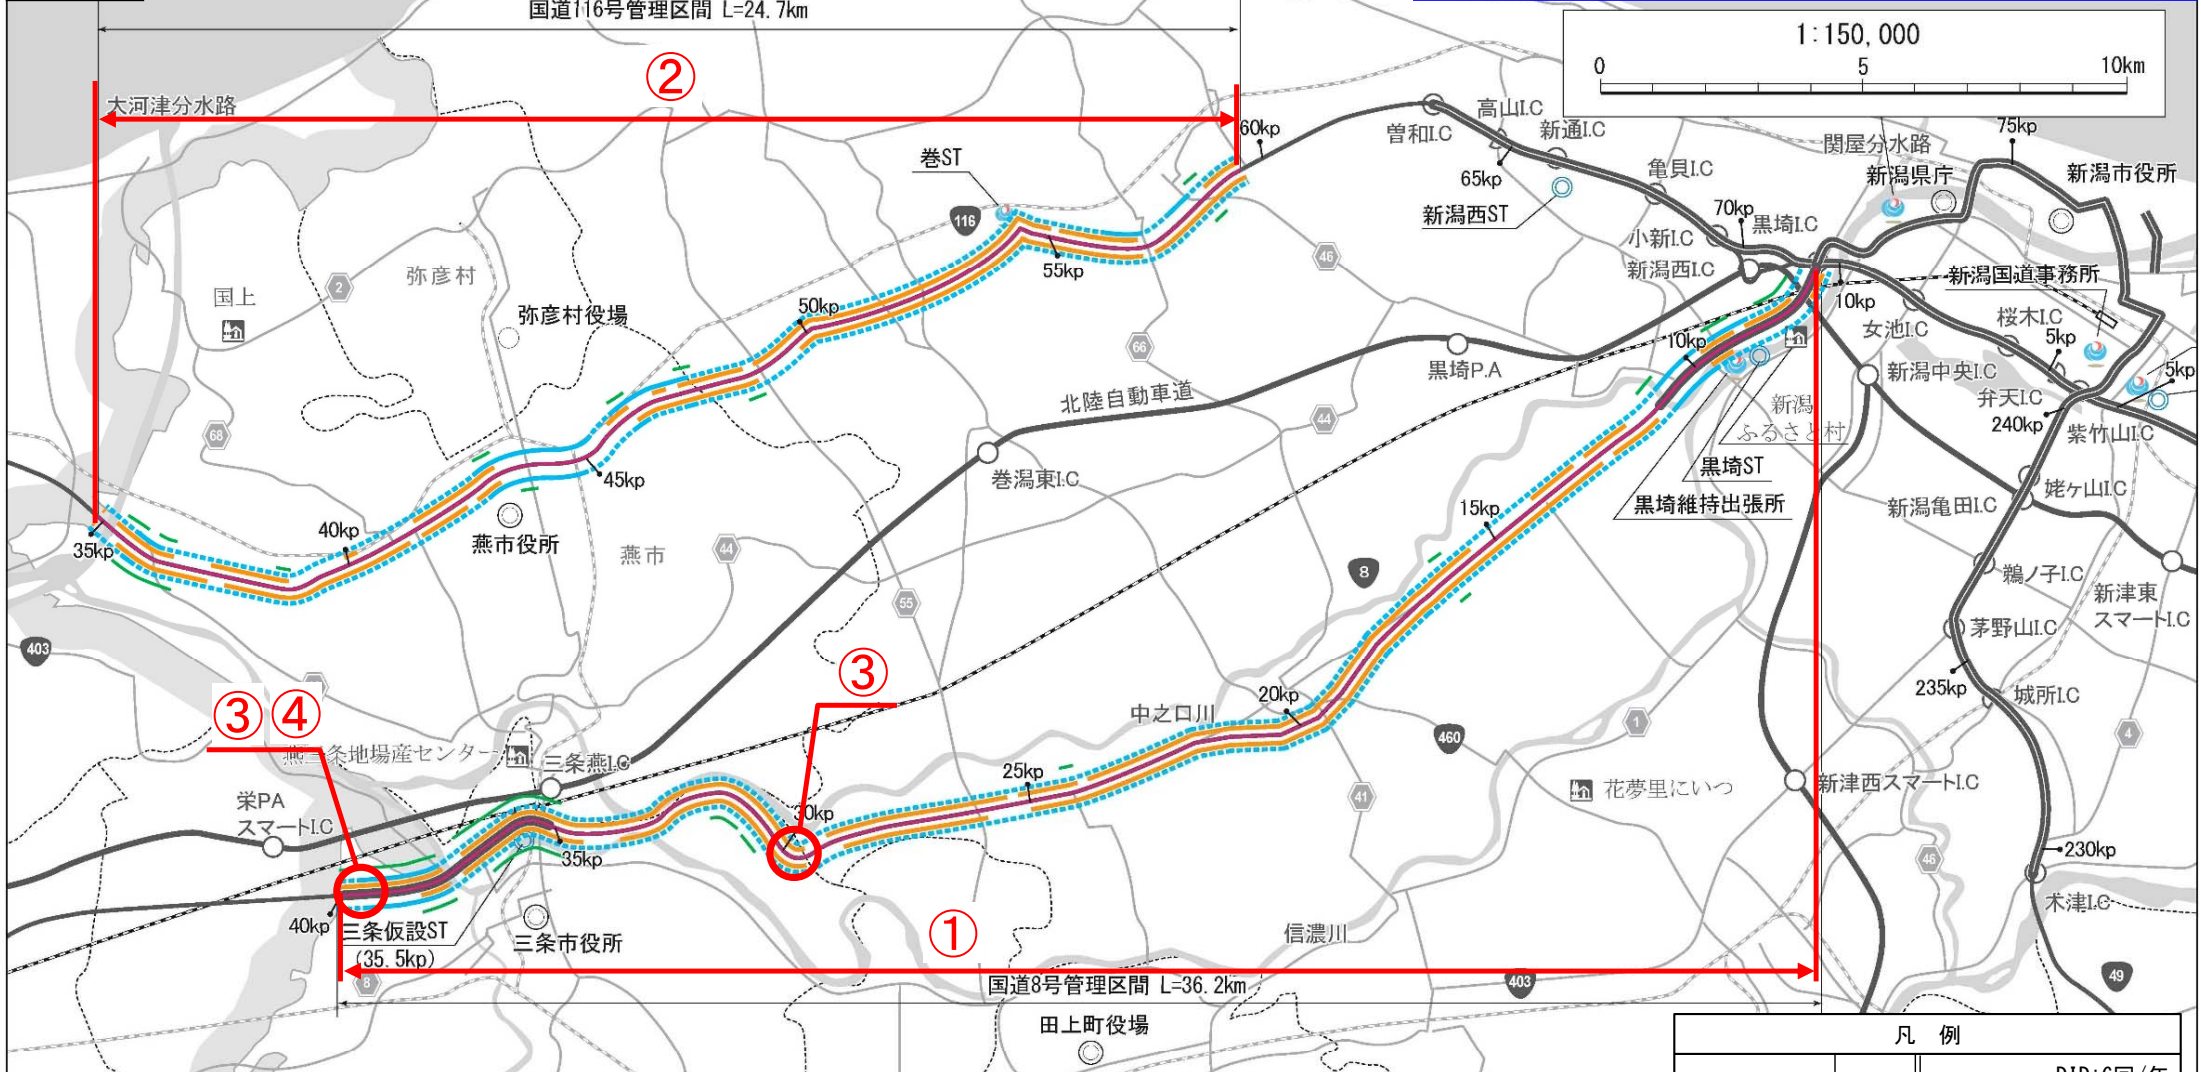 国道116号管理区間 L=24.7km
1:150,000
0
5
10km
②
大河津分水路
60kp
曽和I.C
高山I.C
新通I.C
65kp
新潟西ST
亀貝I.C
関屋分水路
75kp
新潟県庁
新潟市役所
巻ST
116
70kp
黒埼I.C
小新I.C
新潟西I.C
46
55kp
弥彦村
2
国上
弥彦村役場
50kp
新潟国道事務所
10kp
女池I.C
桜木I.C
5kp
5kp
66
黒埼P.A
10kp
新潟中央I.C
弁天I.C
240kp
紫竹山I.C
北陸自動車道
44
新潟
ふるさと村
68
巻潟東I.C
黒埼ST
黒埼維持出張所
45kp
姥ヶ山I.C
新潟亀田I.C
15kp
40kp
35kp
燕市役所
燕市
44
8
鵜ノ子I.C
新津東
スマートI.C
55
茅野山I.C
403
③
235kp
城所I.C
20kp
中之口川
③④
1
460
4
燕三条地場産センター
三条燕I.C
25kp
新津西スマートI.C
花夢里にいつ
41
栄PA
スマートI.C
30kp
35kp
230kp
46
木津I.C
40kp
三条仮設ST
(35.5kp)
三条市役所
①
信濃川
8
国道8号管理区間 L=36.2km
403
49
田上町役場
凡 例